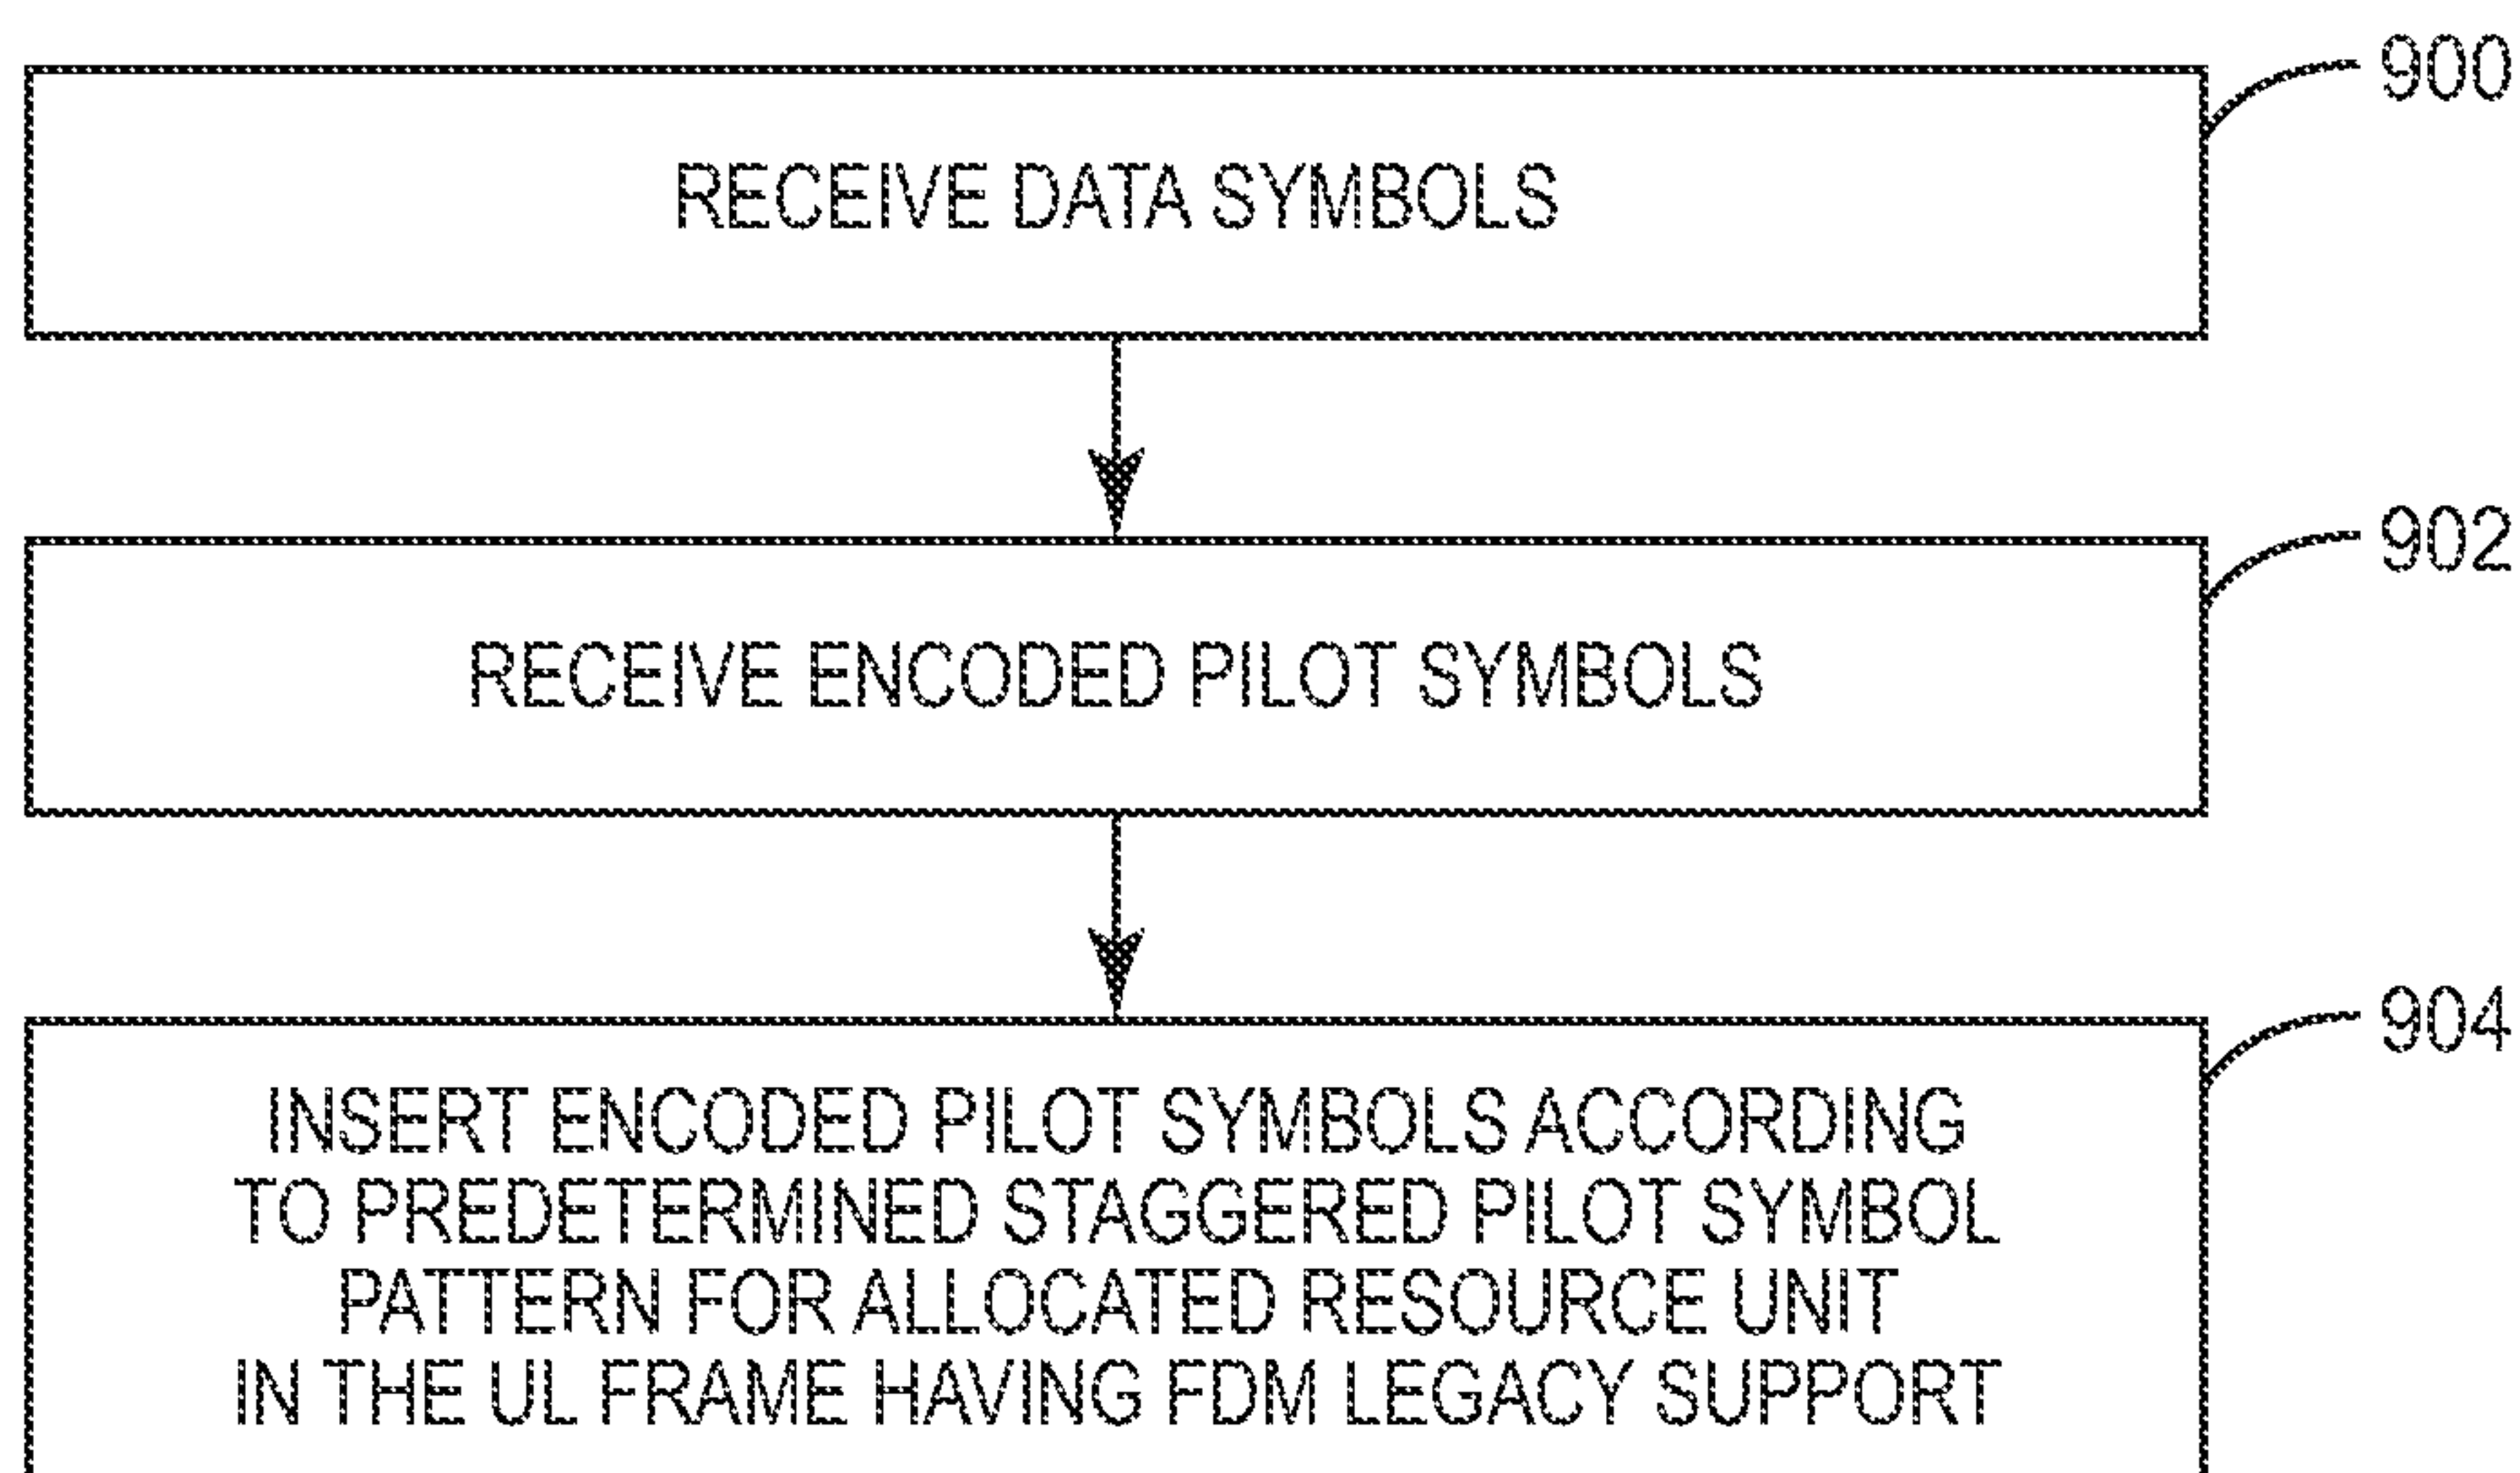 900
RECEIVE DATA SYMBOLS
902
RECEIVE ENCODED PILOT SYMBOLS
904
INSERT ENCODED PILOT SYMBOLS ACCORDING
TO PREDETERMINED STAGGERED PILOT SYMBOL
PATTERN FOR ALLOCATED RESOURCE UNIT
IN THE UL FRAME HAVING FDM LEGACY SUPPORT